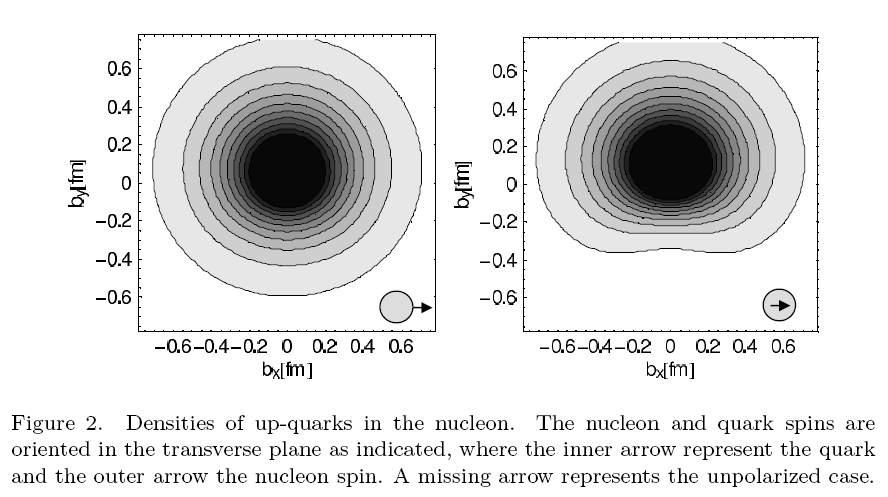 0.6
0.4
0.2
0
−0.2
−0.4
−0.6
by[fm]
−0.6−0.4−0.2 0 0.2 0.4 0.6
bx[fm]
0.6
0.4
0.2
0
−0.2
−0.4
−0.6
by[fm]
−0.6−0.4−0.2 0 0.2 0.4 0.6
bx[fm]
Figure 2. Densities of up-quarks in the nucleon. The nucleon and quark spins are
oriented in the transverse plane as indicated, where the inner arrow represent the quark
and the outer arrow the nucleon spin. A missing arrow represents the unpolarized case.